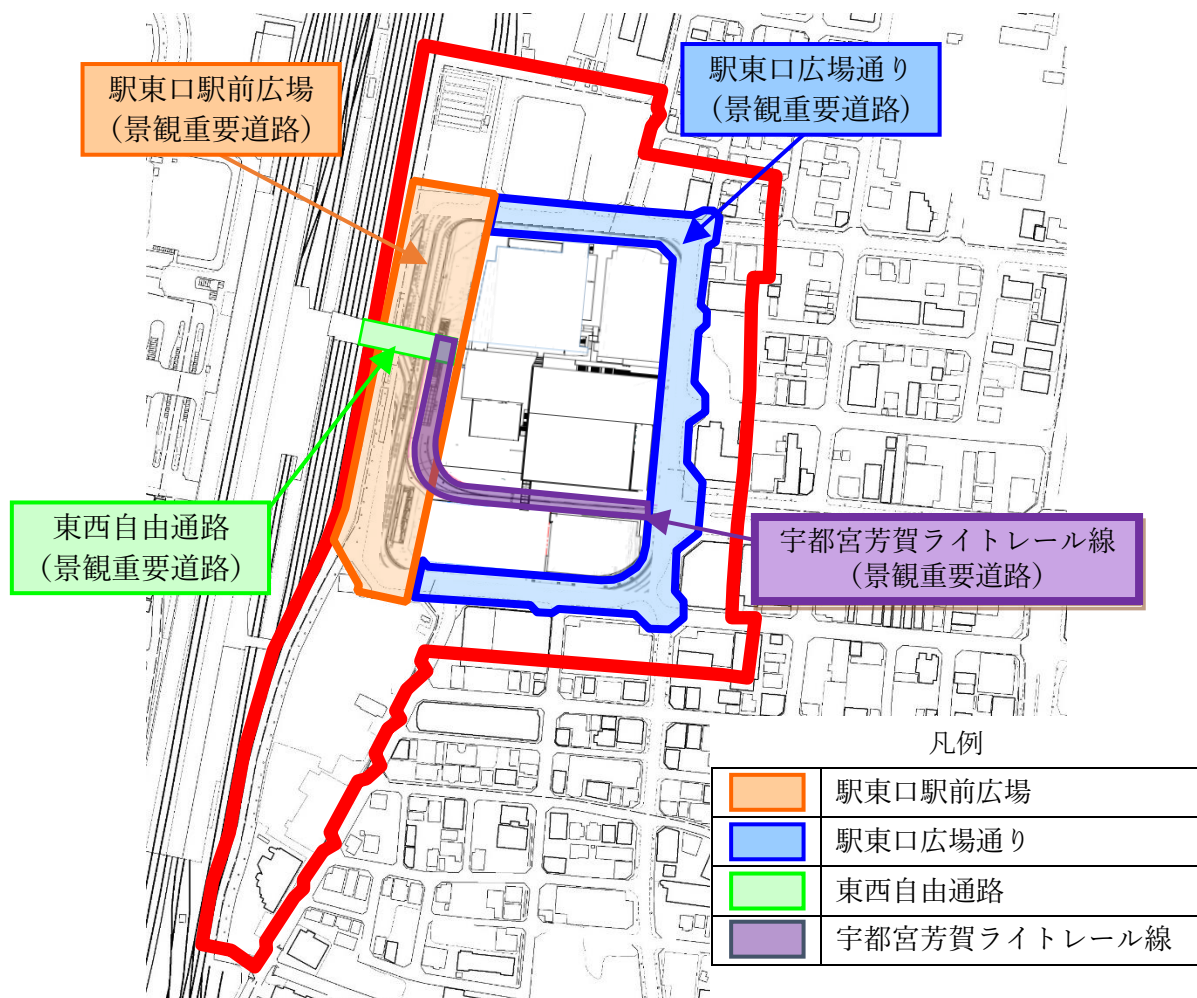 駅東口駅前広場
(景観重要道路)
駅東口広場通り
(景観重要道路)
東西自由通路
(景観重要道路)
宇都宮芳賀ライトレール線
(景観重要道路)
凡例
駅東口駅前広場
駅東口広場通り
東西自由通路
宇都宮芳賀ライトレール線